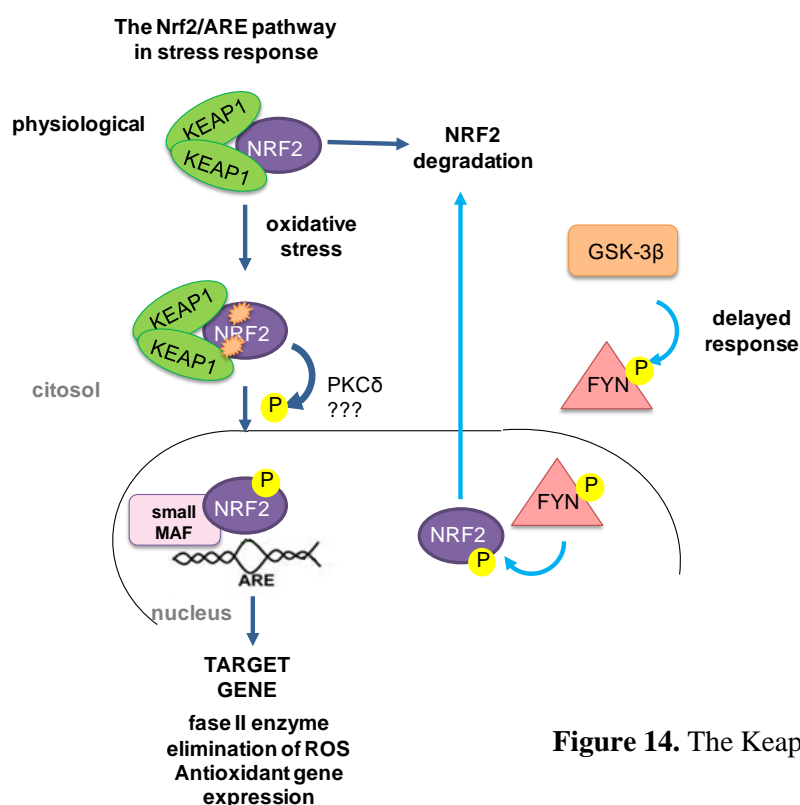 The Nrf2/ARE pathway
in stress response
physiological
KEAP1
KEAP1
NRF2
NRF2
degradation
oxidative
stress
GSK-3β
delayed
response
P
FYN
KEAP1
KEAP1
NRF2
citosol
P
PKCδ
???
small
MAF
P
NRF2
ARE
nucleus
P
FYN
NRF2
P
TARGET
GENE
fase II enzyme
elimination of ROS
Antioxidant gene
expression
Figure 14. The Keap